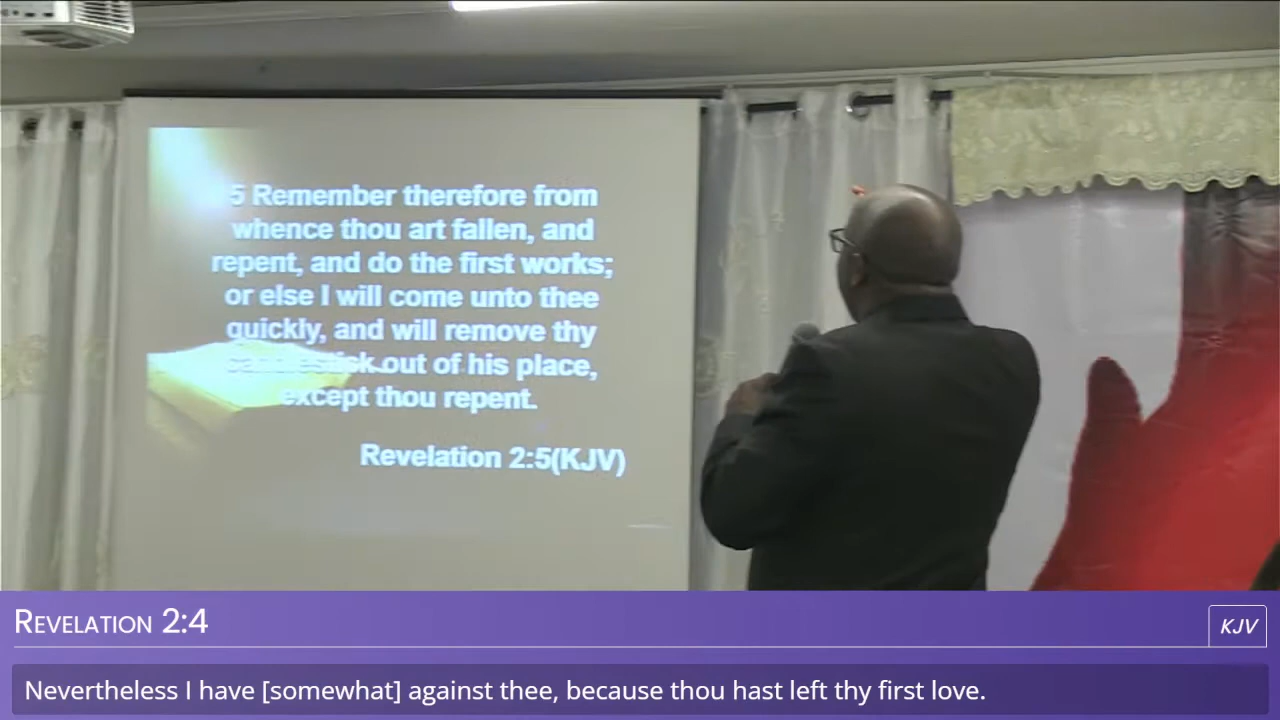 5 Remember therefore from
whence thou art fallen, and
repent, and do the first works;
or else I will come unto thee
quickly, and will remove thy
candlestick out of his place,
except thou repent.
Revelation 2:5(KJV)
Revelation 2:4
KJV
Nevertheless I have [somewhat] against thee, because thou hast left thy first love.